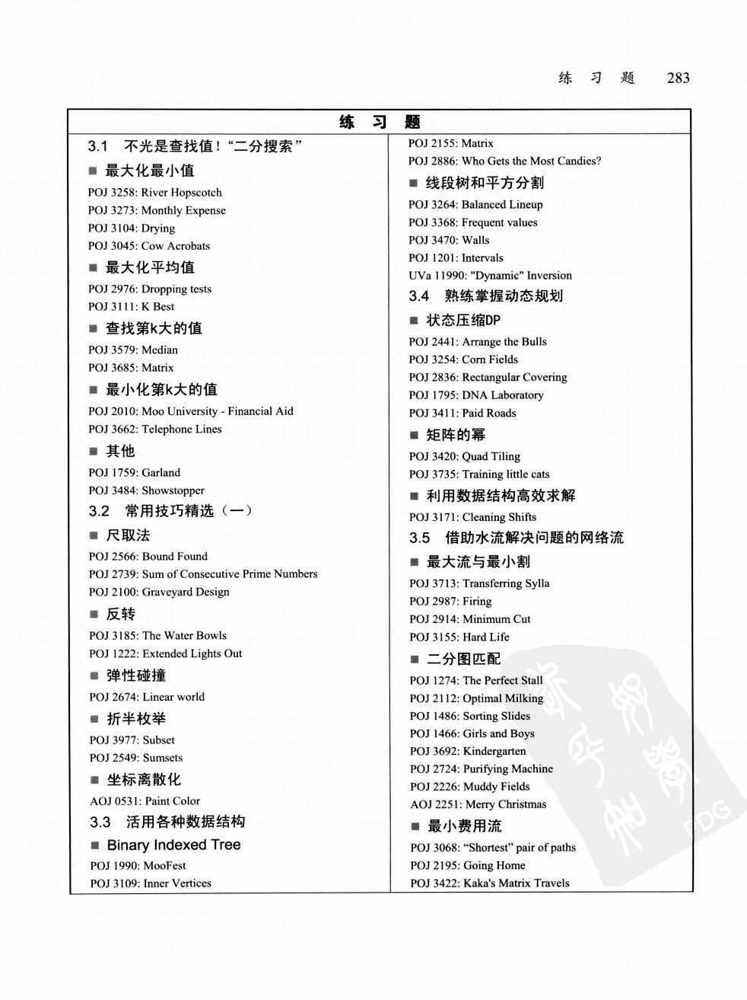 练 习 题 283
练 习 题
3.1 不光是查找值！“二分搜索”
■ 最大化最小值
POJ 3258: River Hopscotch
POJ 3273: Monthly Expense
POJ 3104: Drying
POJ 3045: Cow Acrobats
■ 最大化平均值
POJ 2976: Dropping tests
POJ 3111: K Best
■ 查找第k大的值
POJ 3579: Median
POJ 3685: Matrix
■ 最小化第k大的值
POJ 2010: Moo University - Financial Aid
POJ 3662: Telephone Lines
■ 其他
POJ 1759: Garland
POJ 3484: Showstopper
3.2 常用技巧精选（一）
■ 尺取法
POJ 2566: Bound Found
POJ 2739: Sum of Consecutive Prime Numbers
POJ 2100: Graveyard Design
■ 反转
POJ 3185: The Water Bowls
POJ 1222: Extended Lights Out
■ 弹性碰撞
POJ 2674: Linear world
■ 折半枚举
POJ 3977: Subset
POJ 2549: Sumsets
■ 坐标离散化
AOJ 0531: Paint Color
3.3 活用各种数据结构
■ Binary Indexed Tree
POJ 1990: MooFest
POJ 3109: Inner Vertices
POJ 2155: Matrix
POJ 2886: Who Gets the Most Candies?
■ 线段树和平方分割
POJ 3264: Balanced Lineup
POJ 3368: Frequent values
POJ 3470: Walls
POJ 1201: Intervals
UVa 11990: "Dynamic" Inversion
3.4 熟练掌握动态规划
■ 状态压缩DP
POJ 2441: Arrange the Bulls
POJ 3254: Corn Fields
POJ 2836: Rectangular Covering
POJ 1795: DNA Laboratory
POJ 3411: Paid Roads
■ 矩阵的幂
POJ 3420: Quad Tiling
POJ 3735: Training little cats
■ 利用数据结构高效求解
POJ 3171: Cleaning Shifts
3.5 借助水流解决问题的网络流
■ 最大流与最小割
POJ 3713: Transferring Sylla
POJ 2987: Firing
POJ 2914: Minimum Cut
POJ 3155: Hard Life
■ 二分图匹配
POJ 1274: The Perfect Stall
POJ 2112: Optimal Milking
POJ 1486: Sorting Slides
POJ 1466: Girls and Boys
POJ 3692: Kindergarten
POJ 2724: Purifying Machine
POJ 2226: Muddy Fields
AOJ 2251: Merry Christmas
■ 最小费用流
POJ 3068: “Shortest” pair of paths
POJ 2195: Going Home
POJ 3422: Kaka's Matrix Travels
PDG